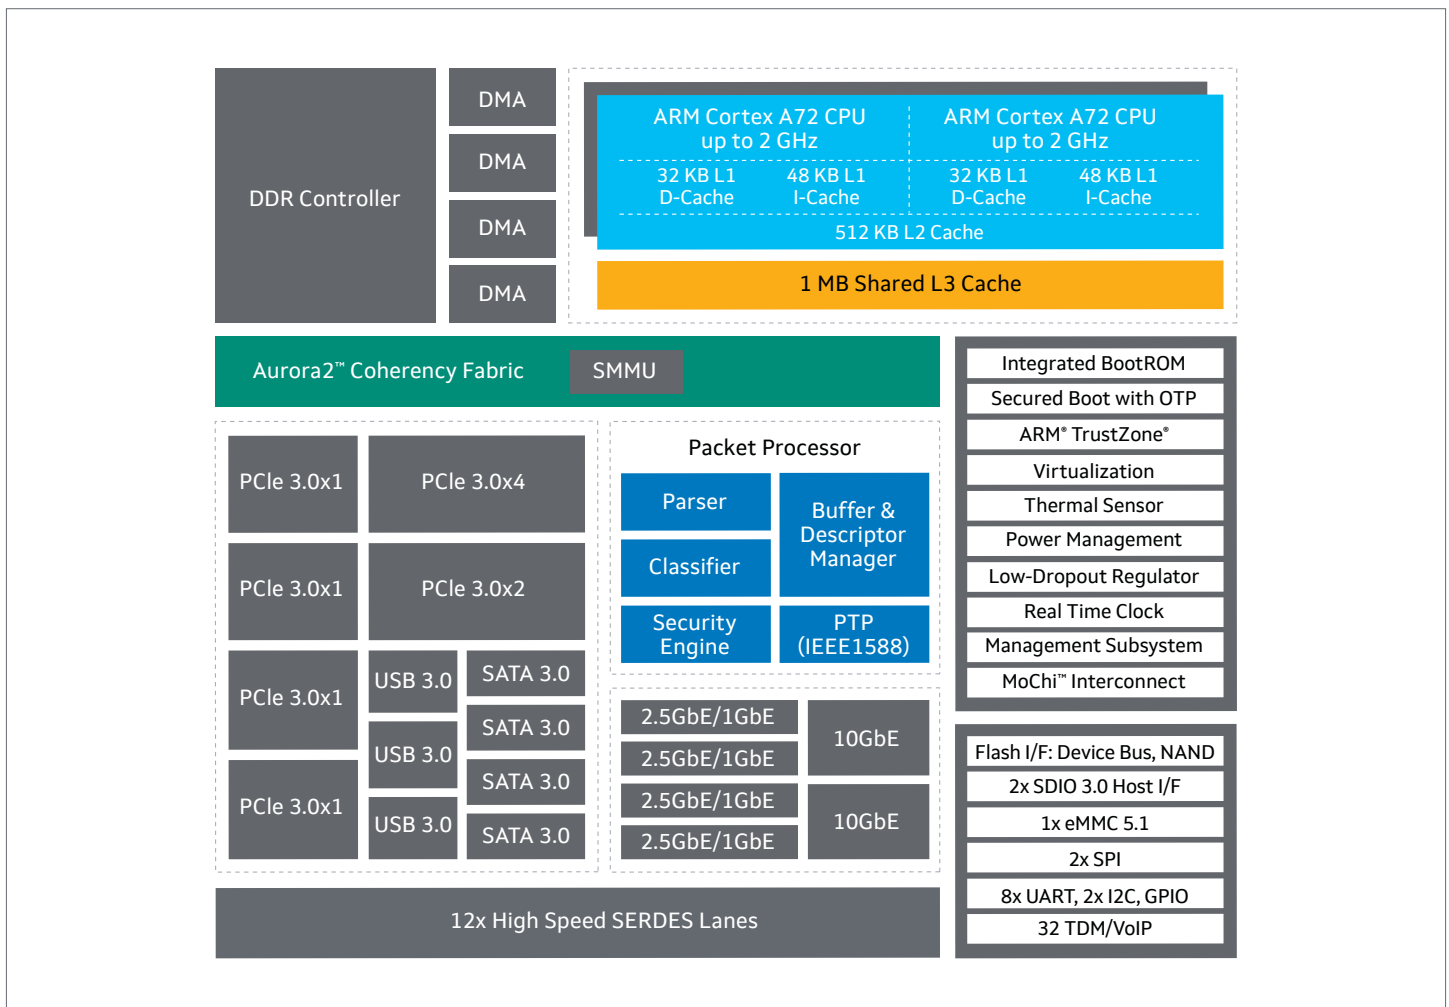 DDR Controller
DMA
DMA
DMA
DMA
ARM Cortex A72 CPU
up to 2 GHz
32 KB L1
D-Cache
48 KB L1
I-Cache
ARM Cortex A72 CPU
up to 2 GHz
32 KB L1
D-Cache
48 KB L1
I-Cache
512 KB L2 Cache
1 MB Shared L3 Cache
Aurora2™ Coherency Fabric
SMMU
PCIe 3.0x1
PCIe 3.0x4
PCIe 3.0x1
PCIe 3.0x2
PCIe 3.0x1
PCIe 3.0x1
USB 3.0
USB 3.0
USB 3.0
SATA 3.0
SATA 3.0
SATA 3.0
SATA 3.0
Packet Processor
Parser
Classifier
Security
Engine
Buffer &
Descriptor
Manager
PTP
(IEEE1588)
2.5GbE/1GbE
2.5GbE/1GbE
2.5GbE/1GbE
2.5GbE/1GbE
10GbE
10GbE
12x High Speed SERDES Lanes
Integrated BootROM
Secured Boot with OTP
ARM® TrustZone®
Virtualization
Thermal Sensor
Power Management
Low-Dropout Regulator
Real Time Clock
Management Subsystem
MoChi™ Interconnect
Flash I/F: Device Bus, NAND
2x SDIO 3.0 Host I/F
1x eMMC 5.1
2x SPI
8x UART, 2x I2C, GPIO
32 TDM/VoIP